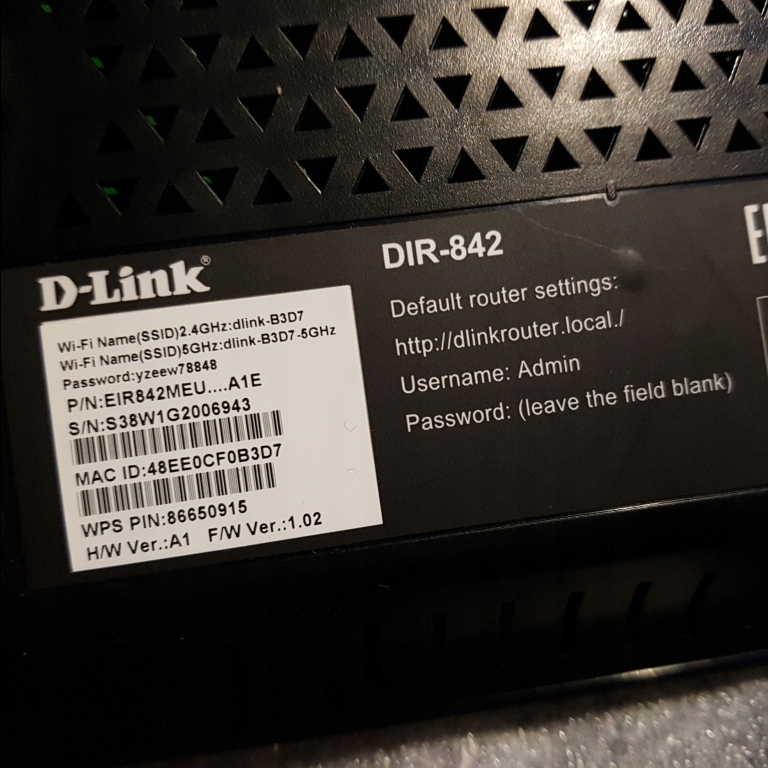 D-Link®
Wi-Fi Name(SSID)2.4GHz:dlink-B3D7
Wi-Fi Name(SSID)5GHz:dlink-B3D7-5GHz
Password:yzeew78848
P/N:EIR842MEU....A1E
S/N:S38W1G2006943
MAC ID:48EE0CF0B3D7
WPS PIN:86650915
H/W Ver.:A1 F/W Ver.:1.02
DIR-842
Default router settings:
http://dlinkrouter.local./
Username: Admin
Password: (leave the field blank)